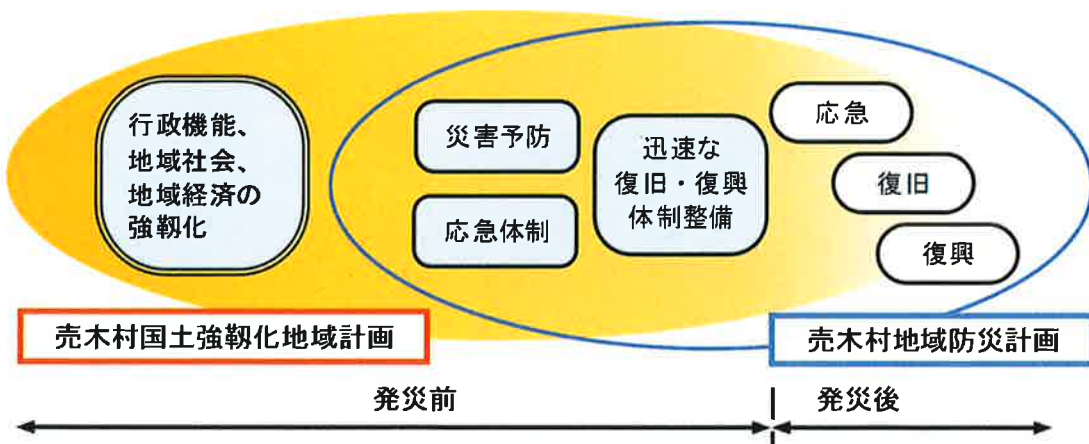 行政機能、
地域社会、
地域経済の
強靭化
災害予防
応急体制
迅速な
復旧・復興
体制整備
応急
復旧
復興
売木村国土強靱化地域計画
売木村地域防災計画
発災前
発災後